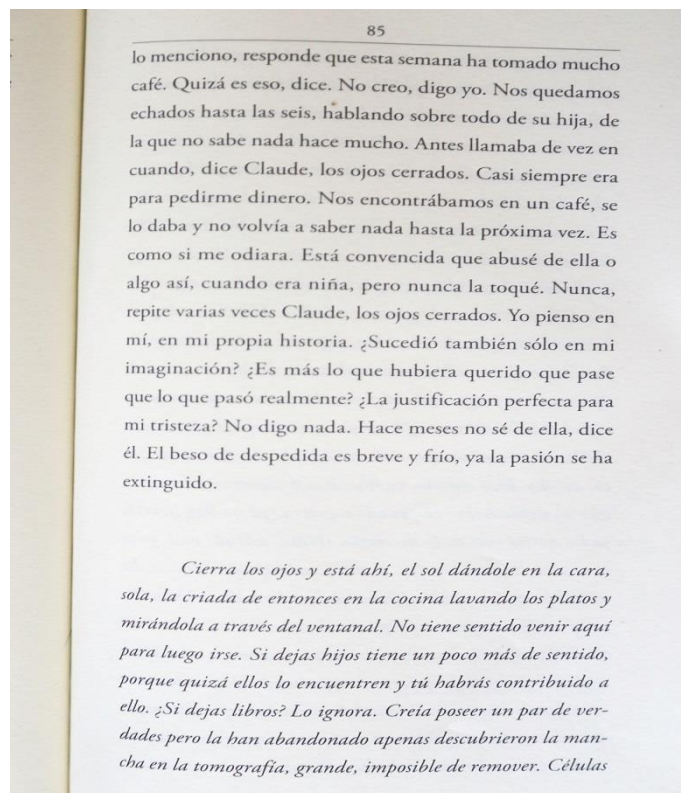 85
lo menciono, responde que esta semana ha tomado mucho
café. Quizá es eso, dice. No creo, digo yo. Nos quedamos
echados hasta las seis, hablando sobre todo de su hija, de
la que no sabe nada hace mucho. Antes llamaba de vez en
cuando, dice Claude, los ojos cerrados. Casi siempre era
para pedirme dinero. Nos encontrábamos en un café, se
lo daba y no volvía a saber nada hasta la próxima vez. Es
como si me odiara. Está convencida que abusé de ella o
algo así, cuando era niña, pero nunca la toqué. Nunca,
repite varias veces Claude, los ojos cerrados. Yo pienso en
mí, en mi propia historia. ¿Sucedió también sólo en mi
imaginación? ¿Es más lo que hubiera querido que pase
que lo que pasó realmente? ¿La justificación perfecta para
mi tristeza? No digo nada. Hace meses no sé de ella, dice
él. El beso de despedida es breve y frío, ya la pasión se ha
extinguido.
Cierra los ojos y está ahí, el sol dándole en la cara,
sola, la criada de entonces en la cocina lavando los platos y
mirándola a través del ventanal. No tiene sentido venir aquí
para luego irse. Si dejas hijos tiene un poco más de sentido,
porque quizá ellos lo encuentren y tú habrás contribuido a
ello. ¿Si dejas libros? Lo ignora. Creía poseer un par de ver-
dades pero la han abandonado apenas descubrieron la man-
cha en la tomografía, grande, imposible de remover. Células